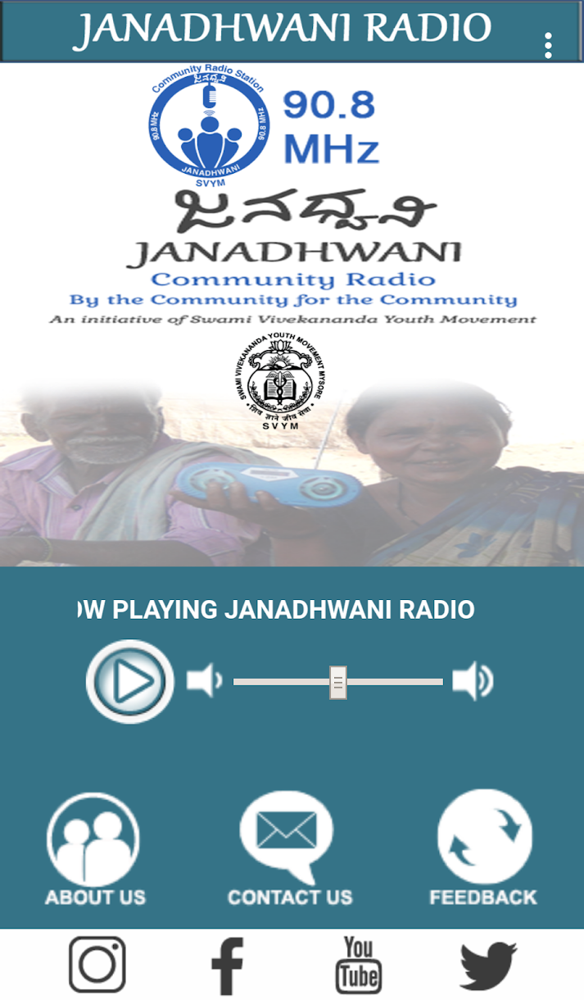 JANADHWANI RADIO
Community Radio Station
ಜನಧ್ವನಿ
90.8 MHz
90.8 MHz
JANADHWANI
SVYM
90.8
MHz
ಜನಧ್ವನಿ
JANADHWANI
Community Radio
By the Community for the Community
An initiative of Swami Vivekananda Youth Movement
SWAMI VIVEKANANDA YOUTH MOVEMENT MYSORE
शिव ज्ञाने जीव सेवा
SVYM
OW PLAYING JANADHWANI RADIO
ABOUT US
CONTACT US
FEEDBACK
You
Tube